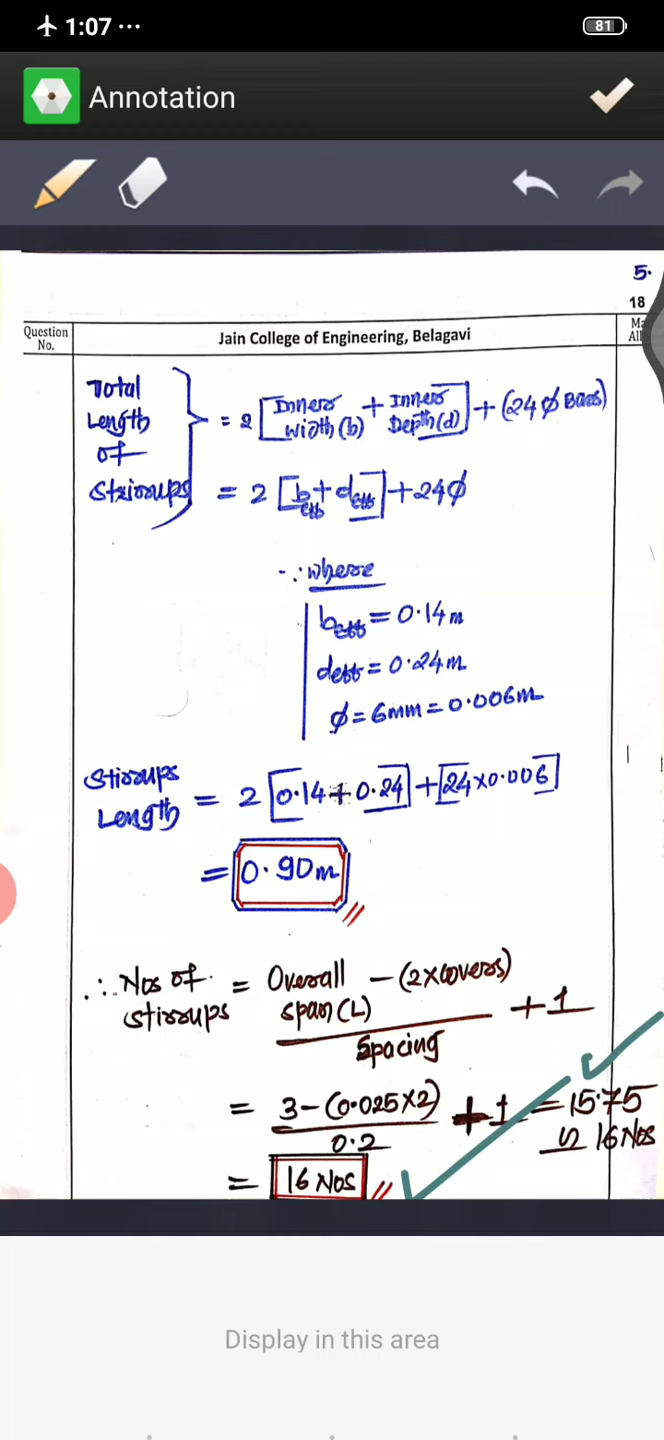 1:07 ...
81
Annotation
5.
18
Question No.
Jain College of Engineering, Belagavi
Total Length of Stirrups } = 2 [Inner width (b) + Inner Depth (d)] + (24 ϕ Bars)
= 2 [beff + deff] + 24ϕ
∵ where
beff = 0.14m
deff = 0.24m
ϕ = 6mm = 0.006m
Stirrups Length = 2 [0.14 + 0.24] + [24 x 0.006]
= 0.90m
∴ Nos of stirrups = Overall span (L) - (2 x covers) / Spacing + 1
= 3 - (0.025 x 2) / 0.2 + 1 = 15.75
≃ 16 Nos
= 16 Nos
Display in this area